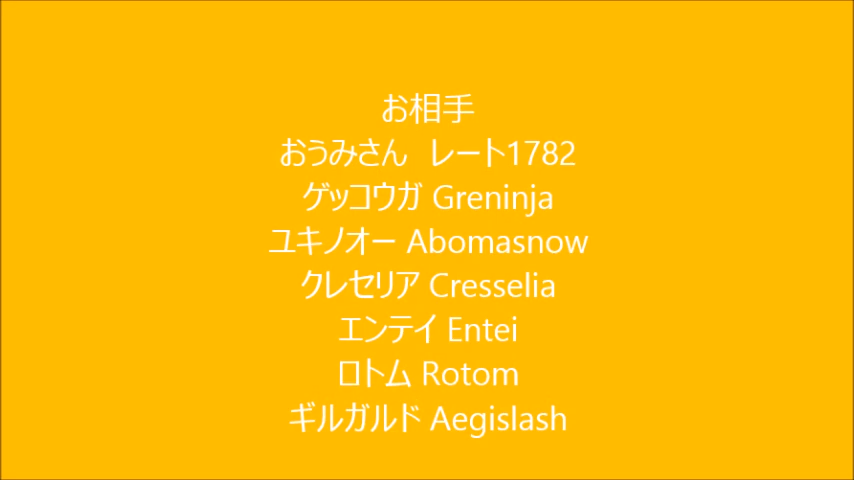 お相手
おうみさん　レート1782
ゲッコウガ Greninja
ユキノオー Abomasnow
クレセリア Cresselia
エンテイ Entei
ロトム Rotom
ギルガルド Aegislash